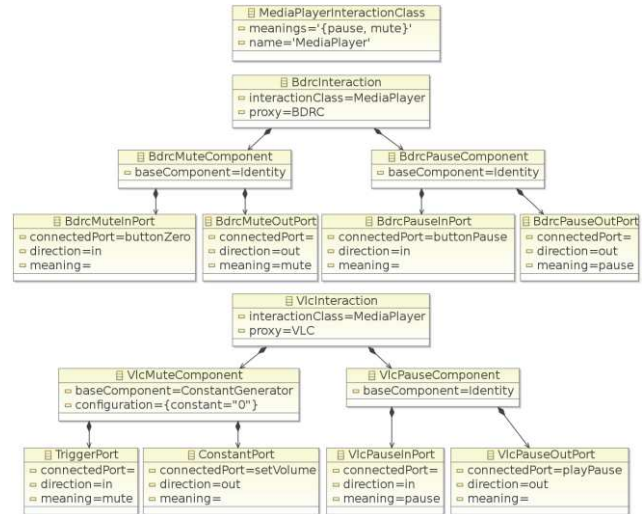 MediaPlayerInteractionClass
meanings='{pause, mute}'
name='MediaPlayer'
BdrcInteraction
interactionClass=MediaPlayer
proxy=BDRC
BdrcMuteComponent
baseComponent=Identity
BdrcPauseComponent
baseComponent=Identity
BdrcMuteInPort
connectedPort=buttonZero
direction=in
meaning=
BdrcMuteOutPort
connectedPort=
direction=out
meaning=mute
BdrcPauseInPort
connectedPort=buttonPause
direction=in
meaning=
BdrcPauseOutPort
connectedPort=
direction=out
meaning=pause
VlcInteraction
interactionClass=MediaPlayer
proxy=VLC
VlcMuteComponent
baseComponent=ConstantGenerator
configuration={constant="0"}
VlcPauseComponent
baseComponent=Identity
TriggerPort
connectedPort=
direction=in
meaning=mute
ConstantPort
connectedPort=setVolume
direction=out
meaning=
VlcPauseInPort
connectedPort=
direction=in
meaning=pause
VlcPauseOutPort
connectedPort=playPause
direction=out
meaning=